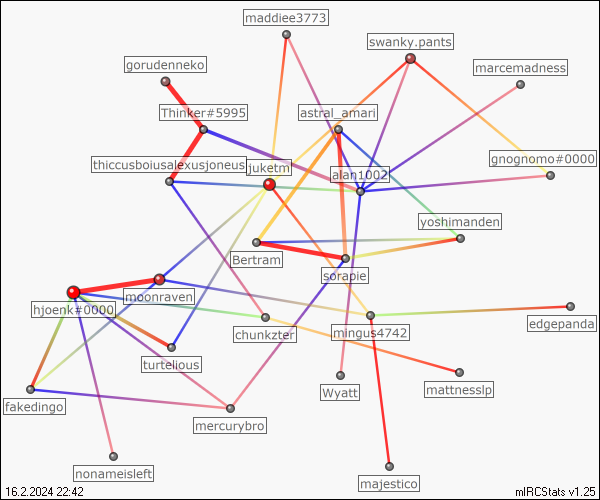 maddiee3773
swanky.pants
gorudenneko
marcemadness
Thinker#5995
astral_amari
gnognomo#0000
thiccusboiusalexusjoneus
juketm
alan1002
yoshimanden
Bertram
sorapie
moonraven
hjoenk#0000
edgepanda
chunkzter
mingus4742
turtelious
mattnesslp
Wyatt
fakedingo
mercurybro
nonameisleft
majestico
16.2.2024 22:42
mIRCStats v1.25